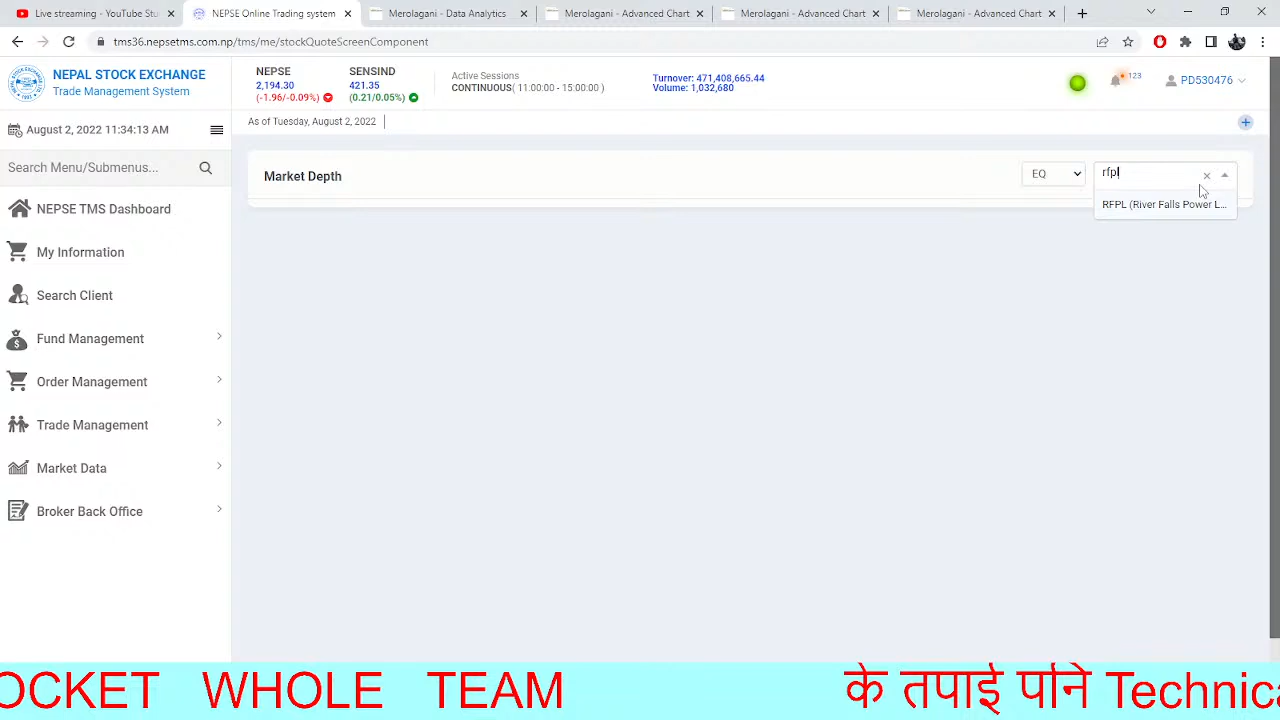 Live streaming - YouTube Stu
NEPSE Online Trading system
Merolagani - Data Analytics
Merolagani - Advanced Chart
Merolagani - Advanced Chart
Merolagani - Advanced Chart
tms36.nepsetms.com.np/tms/me/stockQuoteScreenComponent
NEPAL STOCK EXCHANGE
Trade Management System
NEPSE
2,194.30
(-1.96/-0.09%)
SENSIND
421.35
(0.21/0.05%)
Active Sessions
CONTINUOUS( 11:00:00 - 15:00:00 )
Turnover: 471,408,665.44
Volume: 1,032,680
123
PD530476
August 2, 2022 11:34:13 AM
As of Tuesday, August 2, 2022
Search Menu/Submenus...
Market Depth
EQ
rfpl
RFPL (River Falls Power L...
NEPSE TMS Dashboard
My Information
Search Client
Fund Management
Order Management
Trade Management
Market Data
Broker Back Office
OCKET WHOLE TEAM के तपाई पनि Technica